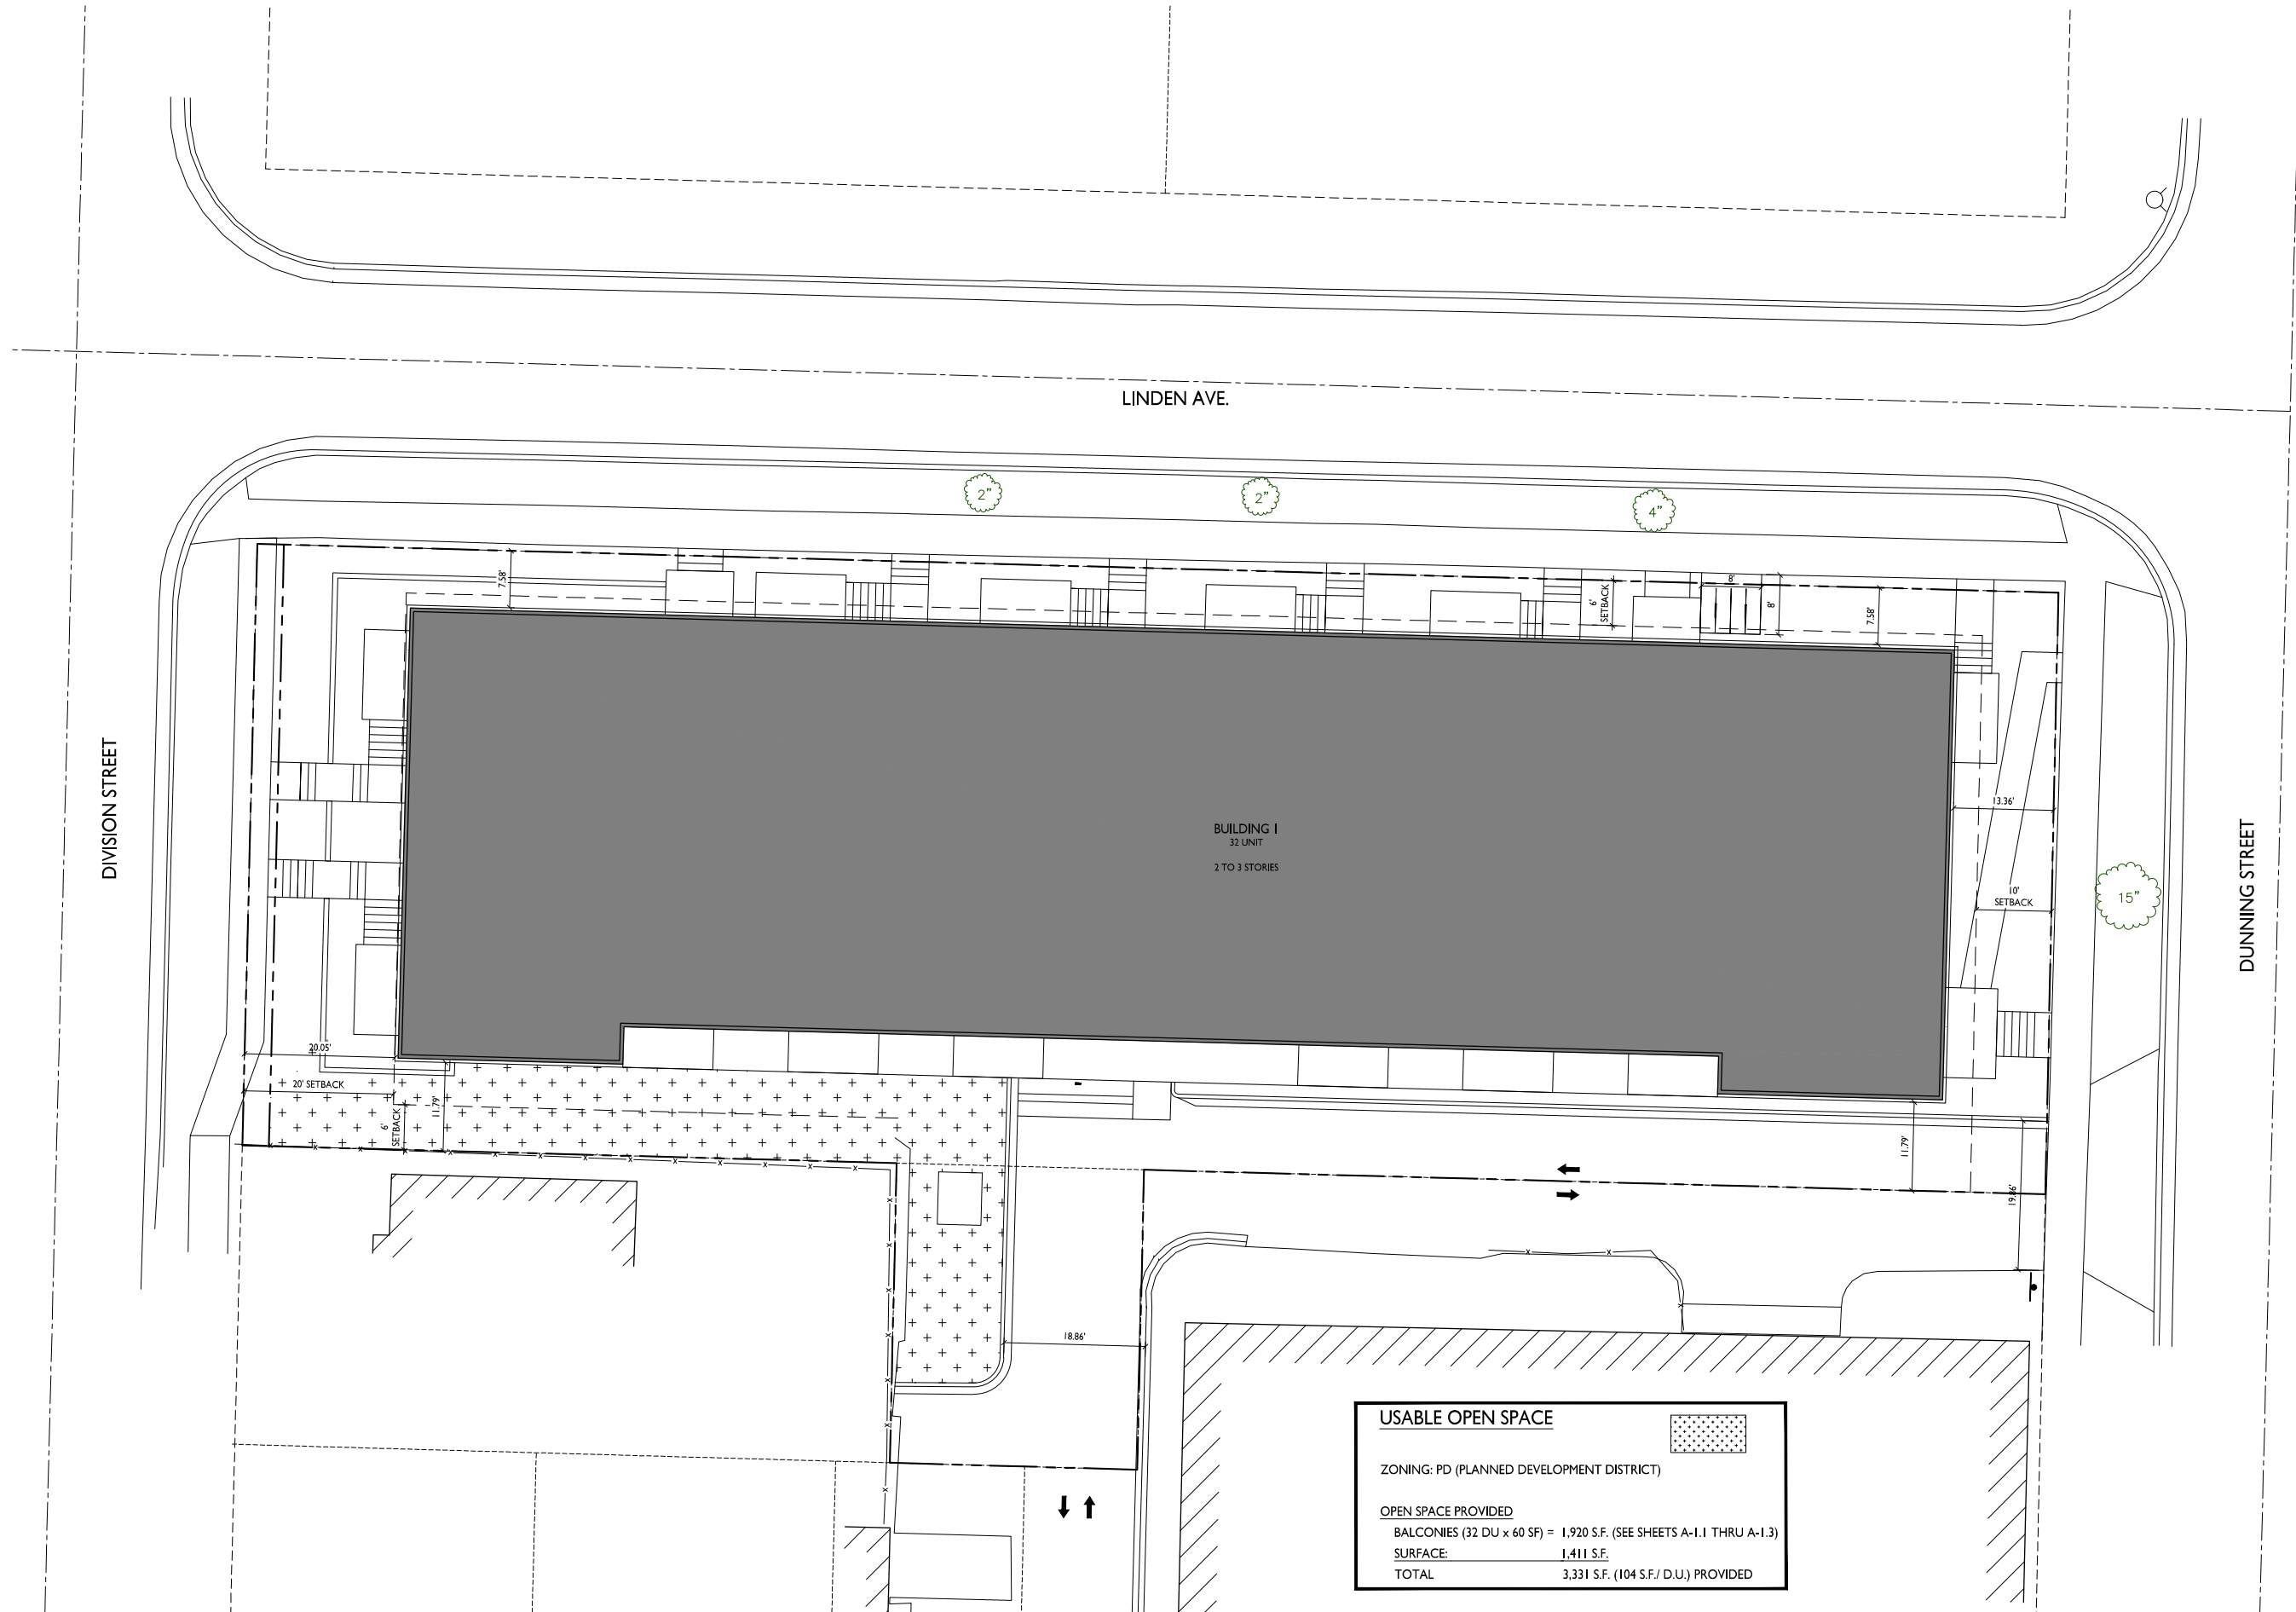 LINDEN AVE.
2”
2”
4”
7.58'
6'
SETBACK
8'
8'
7.58'
DIVISION STREET
BUILDING 1
32 UNIT
2 TO 3 STORIES
13.36'
10'
SETBACK
15”
DUNNING STREET
20.05'
20' SETBACK
6'
SETBACK
11.79'
11.79'
19.86'
18.86'
USABLE OPEN SPACE
ZONING: PD (PLANNED DEVELOPMENT DISTRICT)
OPEN SPACE PROVIDED
BALCONIES (32 DU x 60 SF) = 1,920 S.F. (SEE SHEETS A-1.1 THRU A-1.3)
SURFACE: 1,411 S.F.
TOTAL 3,331 S.F. (104 S.F./ D.U.) PROVIDED